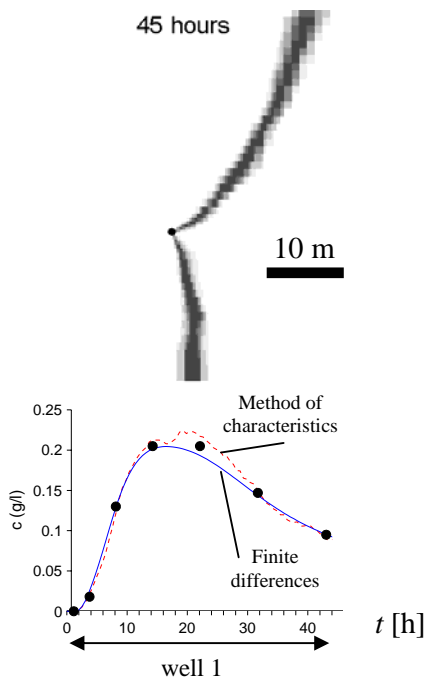 45 hours
10 m
0.25
0.2
0.15
0.1
0.05
0
c (g/l)
Method of
characteristics
Finite
differences
0 10 20 30 40
t [h]
well 1